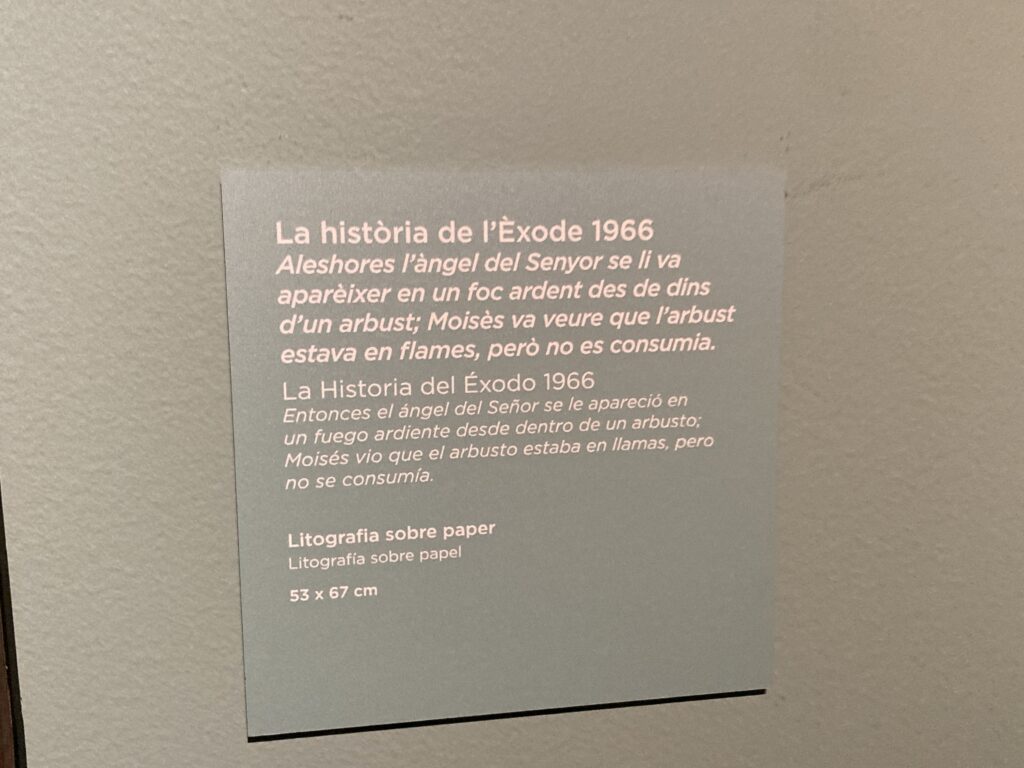 La història de l'Èxode 1966
Aleshores l'àngel del Senyor se li va
aparèixer en un foc ardent des de dins
d'un arbust; Moisès va veure que l'arbust
estava en flames, però no es consumia.
La Historia del Éxodo 1966
Entonces el ángel del Señor se le apareció en
un fuego ardiente desde dentro de un arbusto;
Moisés vio que el arbusto estaba en llamas, pero
no se consumía.
Litografia sobre paper
Litografía sobre papel
53 x 67 cm